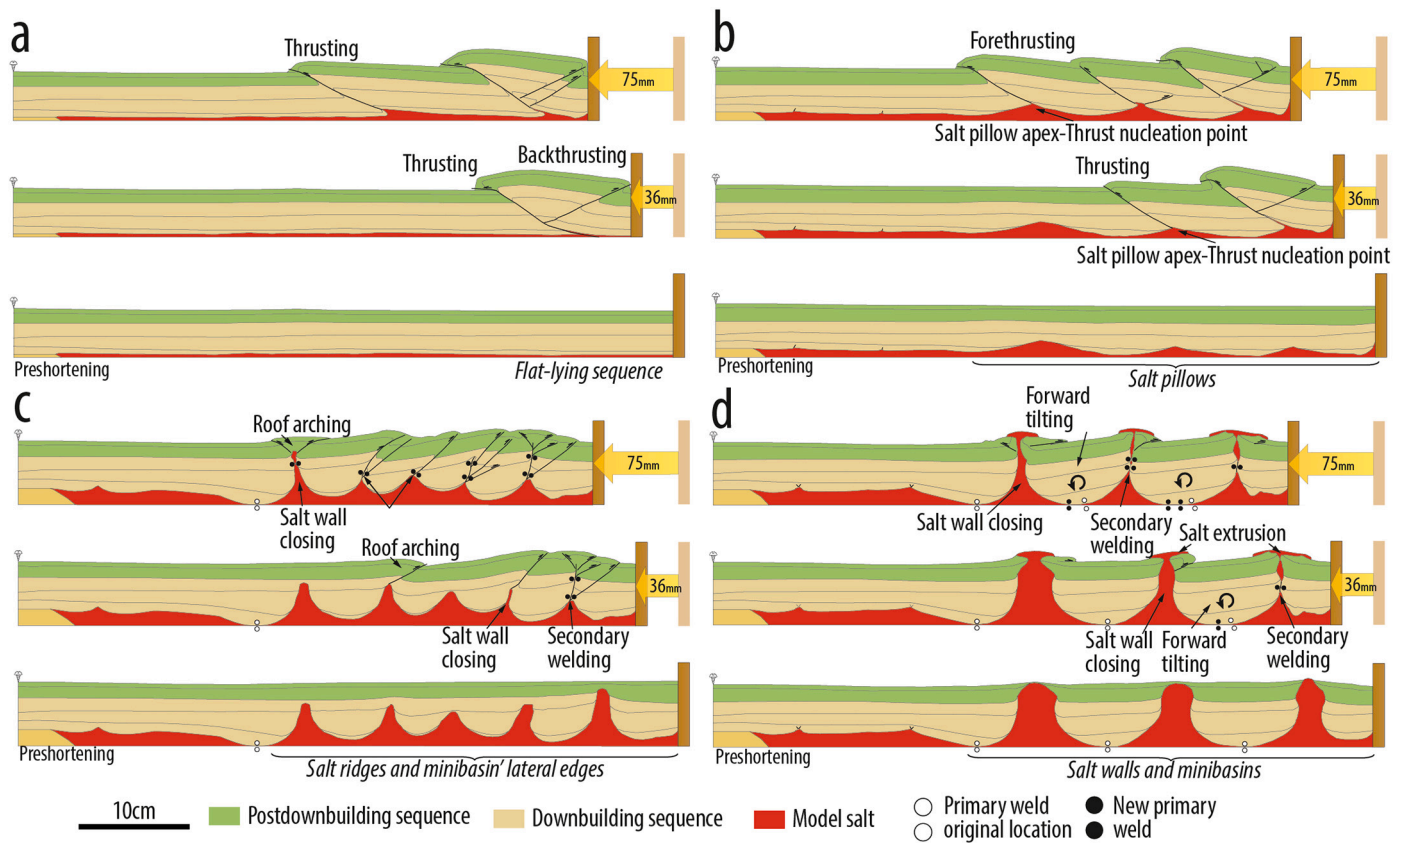 a
Thrusting
75mm
Thrusting
Backthrusting
36mm
Preshortening
Flat-lying sequence
b
Forethrusting
75mm
Salt pillow apex-Thrust nucleation point
Thrusting
36mm
Salt pillow apex-Thrust nucleation point
Preshortening
Salt pillows
c
Roof arching
75mm
Salt wall
closing
Roof arching
36mm
Salt wall
closing
Secondary
welding
Preshortening
Salt ridges and minibasin' lateral edges
d
Forward
tilting
75mm
Salt wall closing
Secondary
welding
Salt extrusion
36mm
Salt wall
closing
Forward
tilting
Secondary
welding
Preshortening
Salt walls and minibasins
10cm
Postdownbuilding sequence
Downbuilding sequence
Model salt
Primary weld
original location
New primary
weld